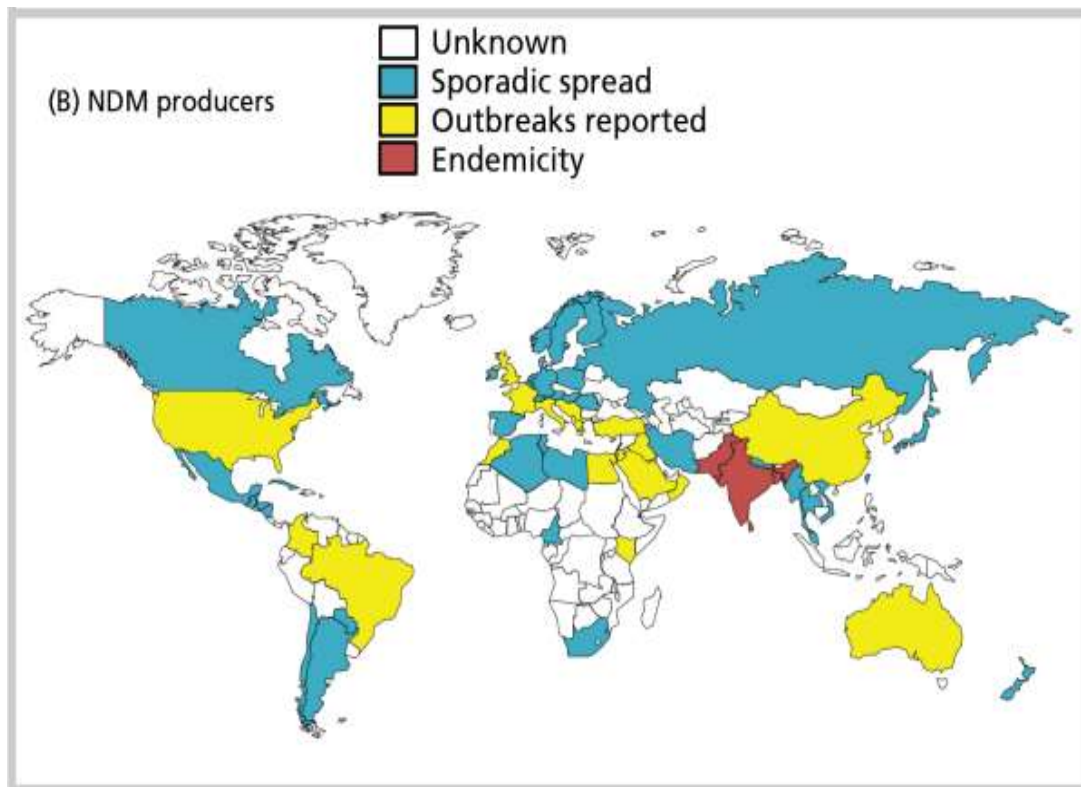 Unknown
Sporadic spread
(B) NDM producers
Outbreaks reported
Endemicity